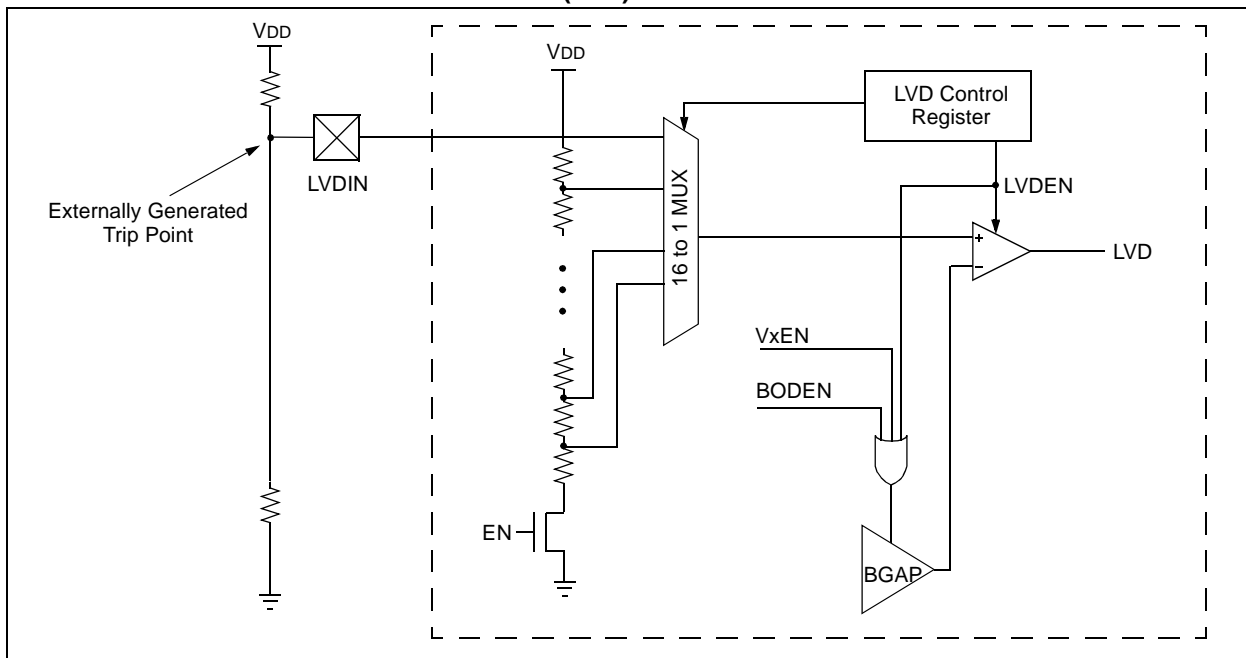 VDD
VDD
LVD Control
Register
LVDIN
LVDEN
Externally Generated
Trip Point
16 to 1 MUX
+
−
LVD
VxEN
BODEN
EN
BGAP